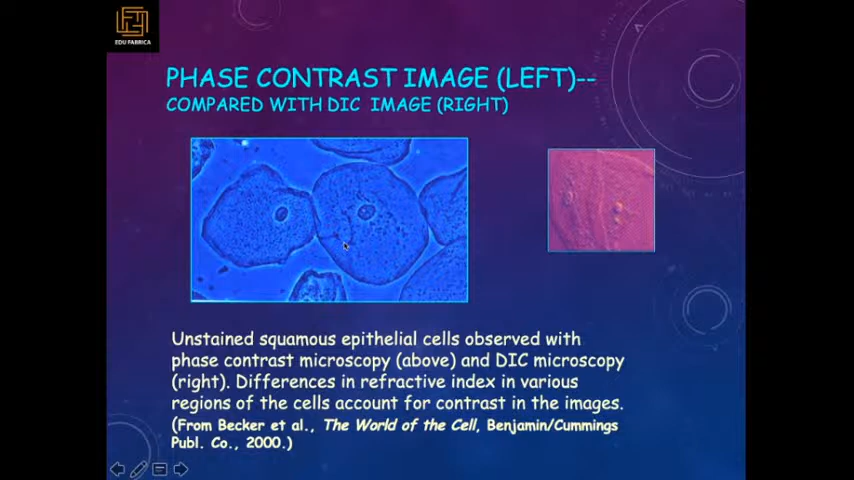 EDU FABRICA
PHASE CONTRAST IMAGE (LEFT)--
COMPARED WITH DIC IMAGE (RIGHT)
Unstained squamous epithelial cells observed with
phase contrast microscopy (above) and DIC microscopy
(right). Differences in refractive index in various
regions of the cells account for contrast in the images.
(From Becker et al., The World of the Cell, Benjamin/Cummings
Publ. Co., 2000.)